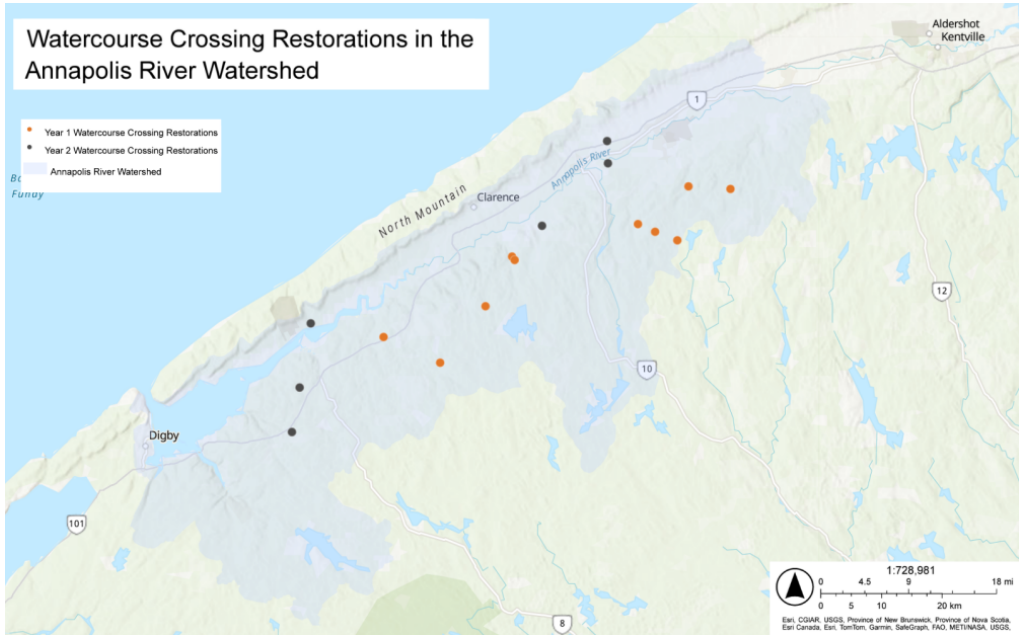 Watercourse Crossing Restorations in the
Annapolis River Watershed
Year 1 Watercourse Crossing Restorations
Year 2 Watercourse Crossing Restorations
Annapolis River Watershed
Fundy
Aldershot
Kentville
1
Annapolis River
Clarence
North Mountain
12
10
Digby
101
8
1:728,981
0 4.5 9 18 mi
0 5 10 20 km
Esri, CGIAR, USGS, Province of New Brunswick, Province of Nova Scotia,
Esri Canada, Esri, TomTom, Garmin, SafeGraph, FAO, METI/NASA, USGS,